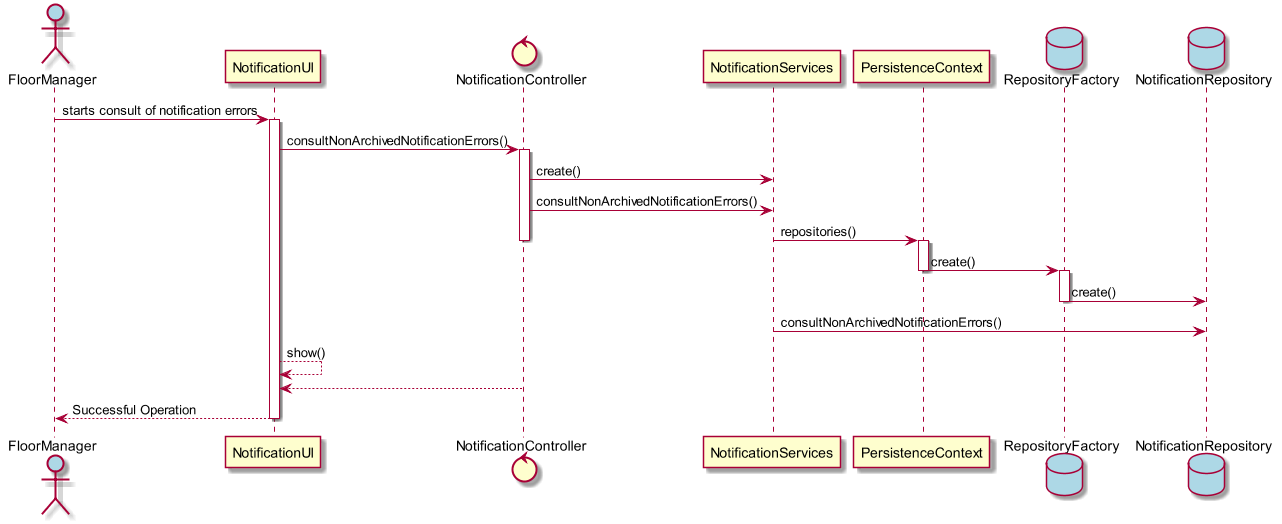 FloorManager
NotificationUI
NotificationController
NotificationServices
PersistenceContext
RepositoryFactory
NotificationRepository
starts consult of notification errors
consultNonArchivedNotificationErrors()
create()
consultNonArchivedNotificationErrors()
repositories()
create()
create()
consultNonArchivedNotificationErrors()
show()
Successful Operation
FloorManager
NotificationUI
NotificationController
NotificationServices
PersistenceContext
RepositoryFactory
NotificationRepository